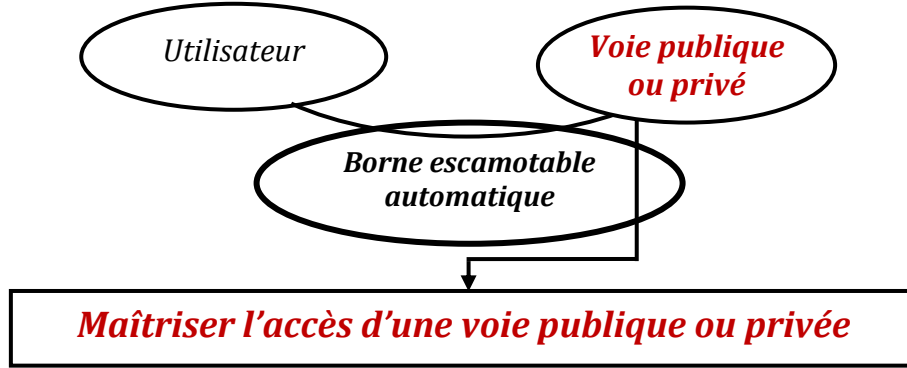 Utilisateur
Voie publique
ou privé
Borne escamotable
automatique
Maîtriser l’accès d’une voie publique ou privée